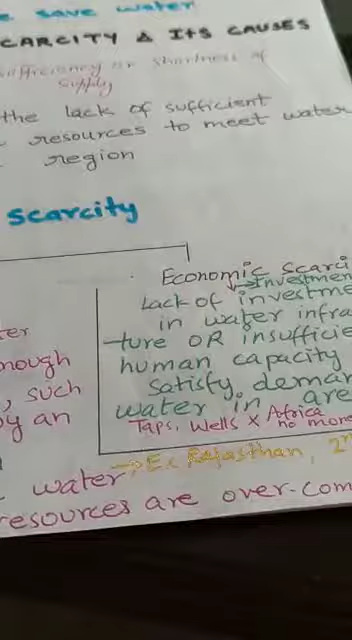 save water
SCARCITY & ITS CAUSES
insufficiency or shortness of
supply
the lack of sufficient
resources to meet water
region
Scarcity
Economic
→Investmen
Lack of investme
in water infra
-ture OR insufficie
human capacity
Satisfy demar
water in are
Taps, Wells x Africa
no more
ter
nough
, such
by an
water
→ Ex Rajasthan,
resources are over-com